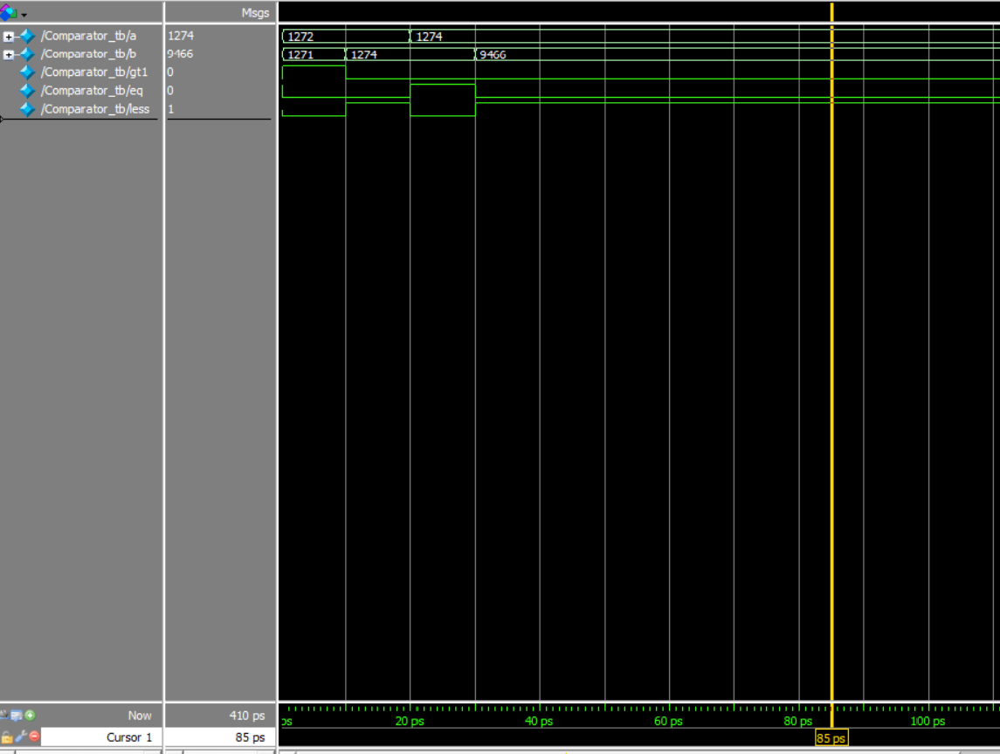 Msgs
/Comparator_tb/a 1274 1272 1274
/Comparator_tb/b 9466 1271 1274 9466
/Comparator_tb/gt1 0
/Comparator_tb/eq 0
/Comparator_tb/less 1
Now 410 ps ps 20 ps 40 ps 60 ps 80 ps 100 ps
Cursor 1 85 ps 85 ps